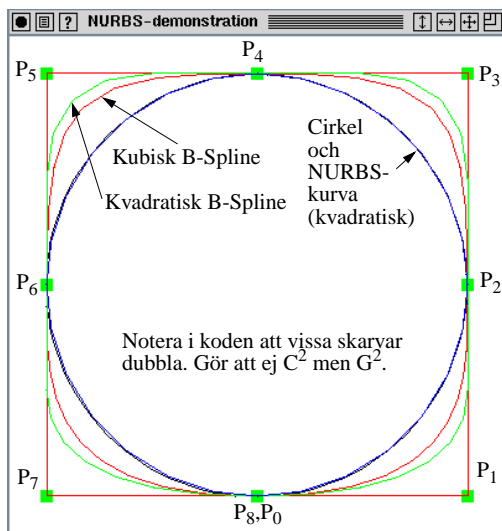 ? NURBS-demonstration
P4
P5
P3
Cirkel
och
NURBS-
kurva
(kvadratisk)
Kubisk B-Spline
Kvadratisk B-Spline
P6
P2
Notera i koden att vissa skaryar
dubbla. Gör att ej C² men G².
P7
P1
P8,P0